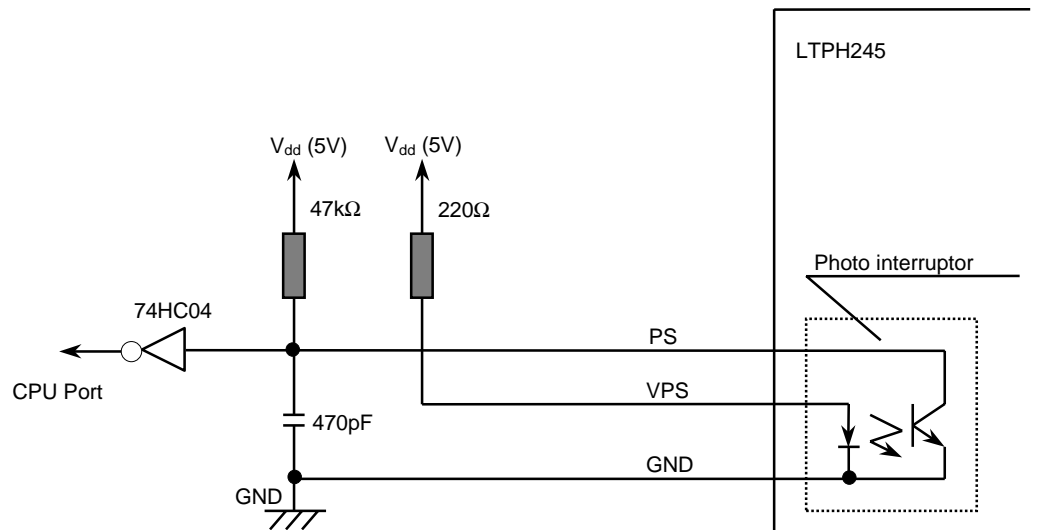 LTPH245
Vdd (5V)
Vdd (5V)
47kΩ
220Ω
Photo interruptor
74HC04
PS
CPU Port
VPS
470pF
GND
GND